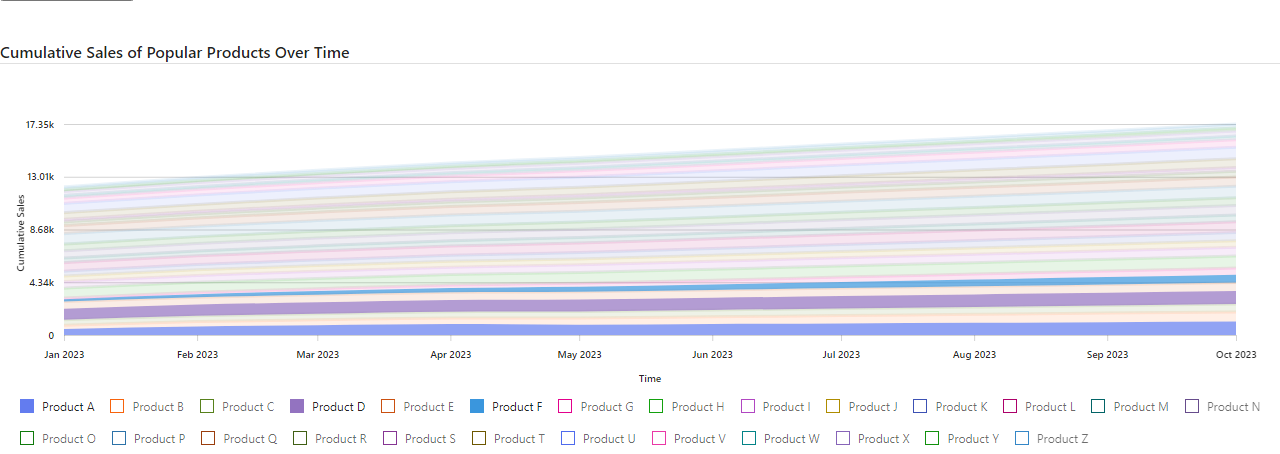 Cumulative Sales of Popular Products Over Time
17.35k
13.01k
8.68k
4.34k
0
Cumulative Sales
Jan 2023 Feb 2023 Mar 2023 Apr 2023 May 2023 Jun 2023 Jul 2023 Aug 2023 Sep 2023 Oct 2023
Time
Product A Product B Product C Product D Product E Product F Product G Product H Product I Product J Product K Product L Product M Product N
Product O Product P Product Q Product R Product S Product T Product U Product V Product W Product X Product Y Product Z